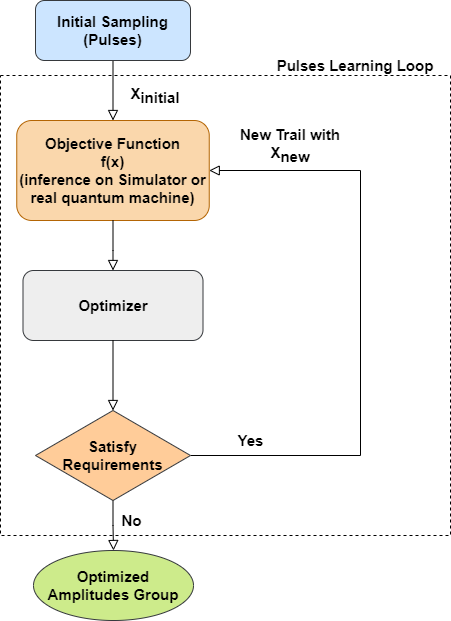 Initial Sampling
(Pulses)
Pulses Learning Loop
Xinitial
Objective Function
f(x)
(inference on Simulator or
real quantum machine)
New Trail with
Xnew
Optimizer
Satisfy
Requirements
Yes
No
Optimized
Amplitudes Group